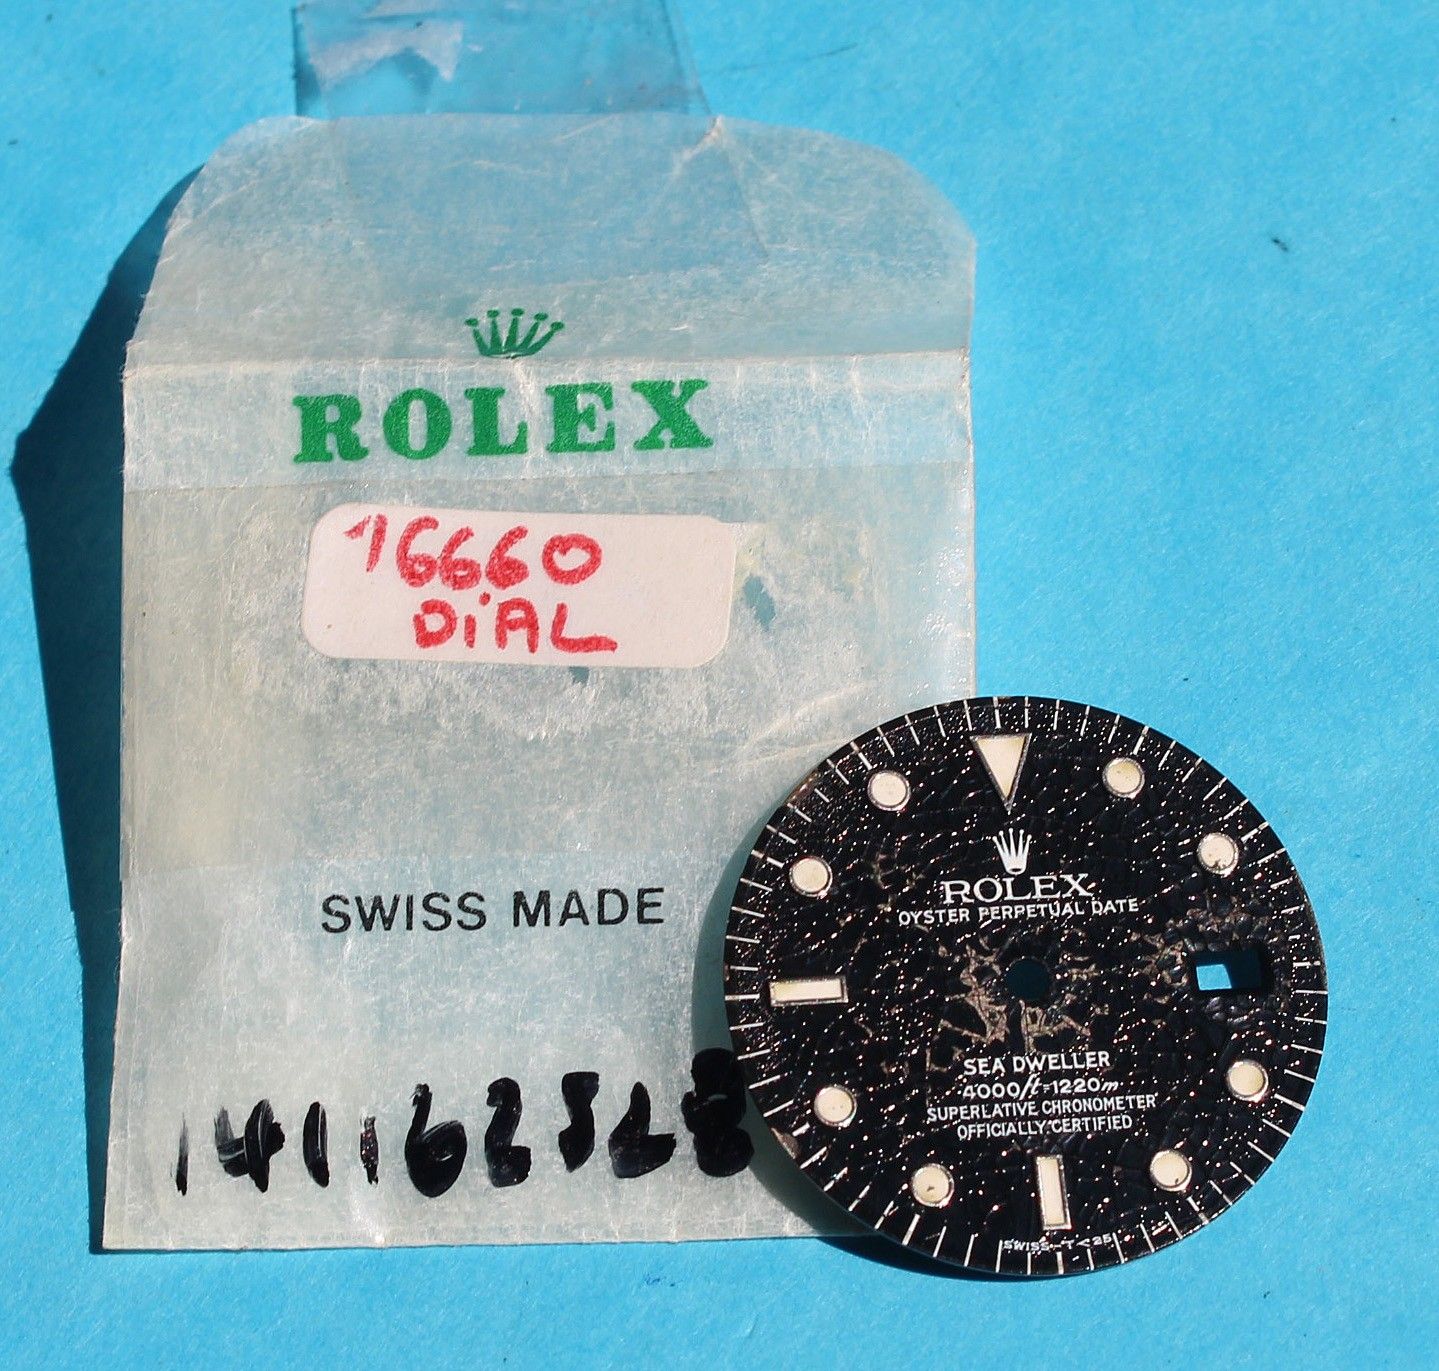 ROLEX
16660
DiAL
SWISS MADE
ROLEX
OYSTER PERPETUAL DATE
SEA DWELLER
4000ft=1220m
SUPERLATIVE CHRONOMETER
OFFICIALLY CERTIFIED
SWISS-T<25